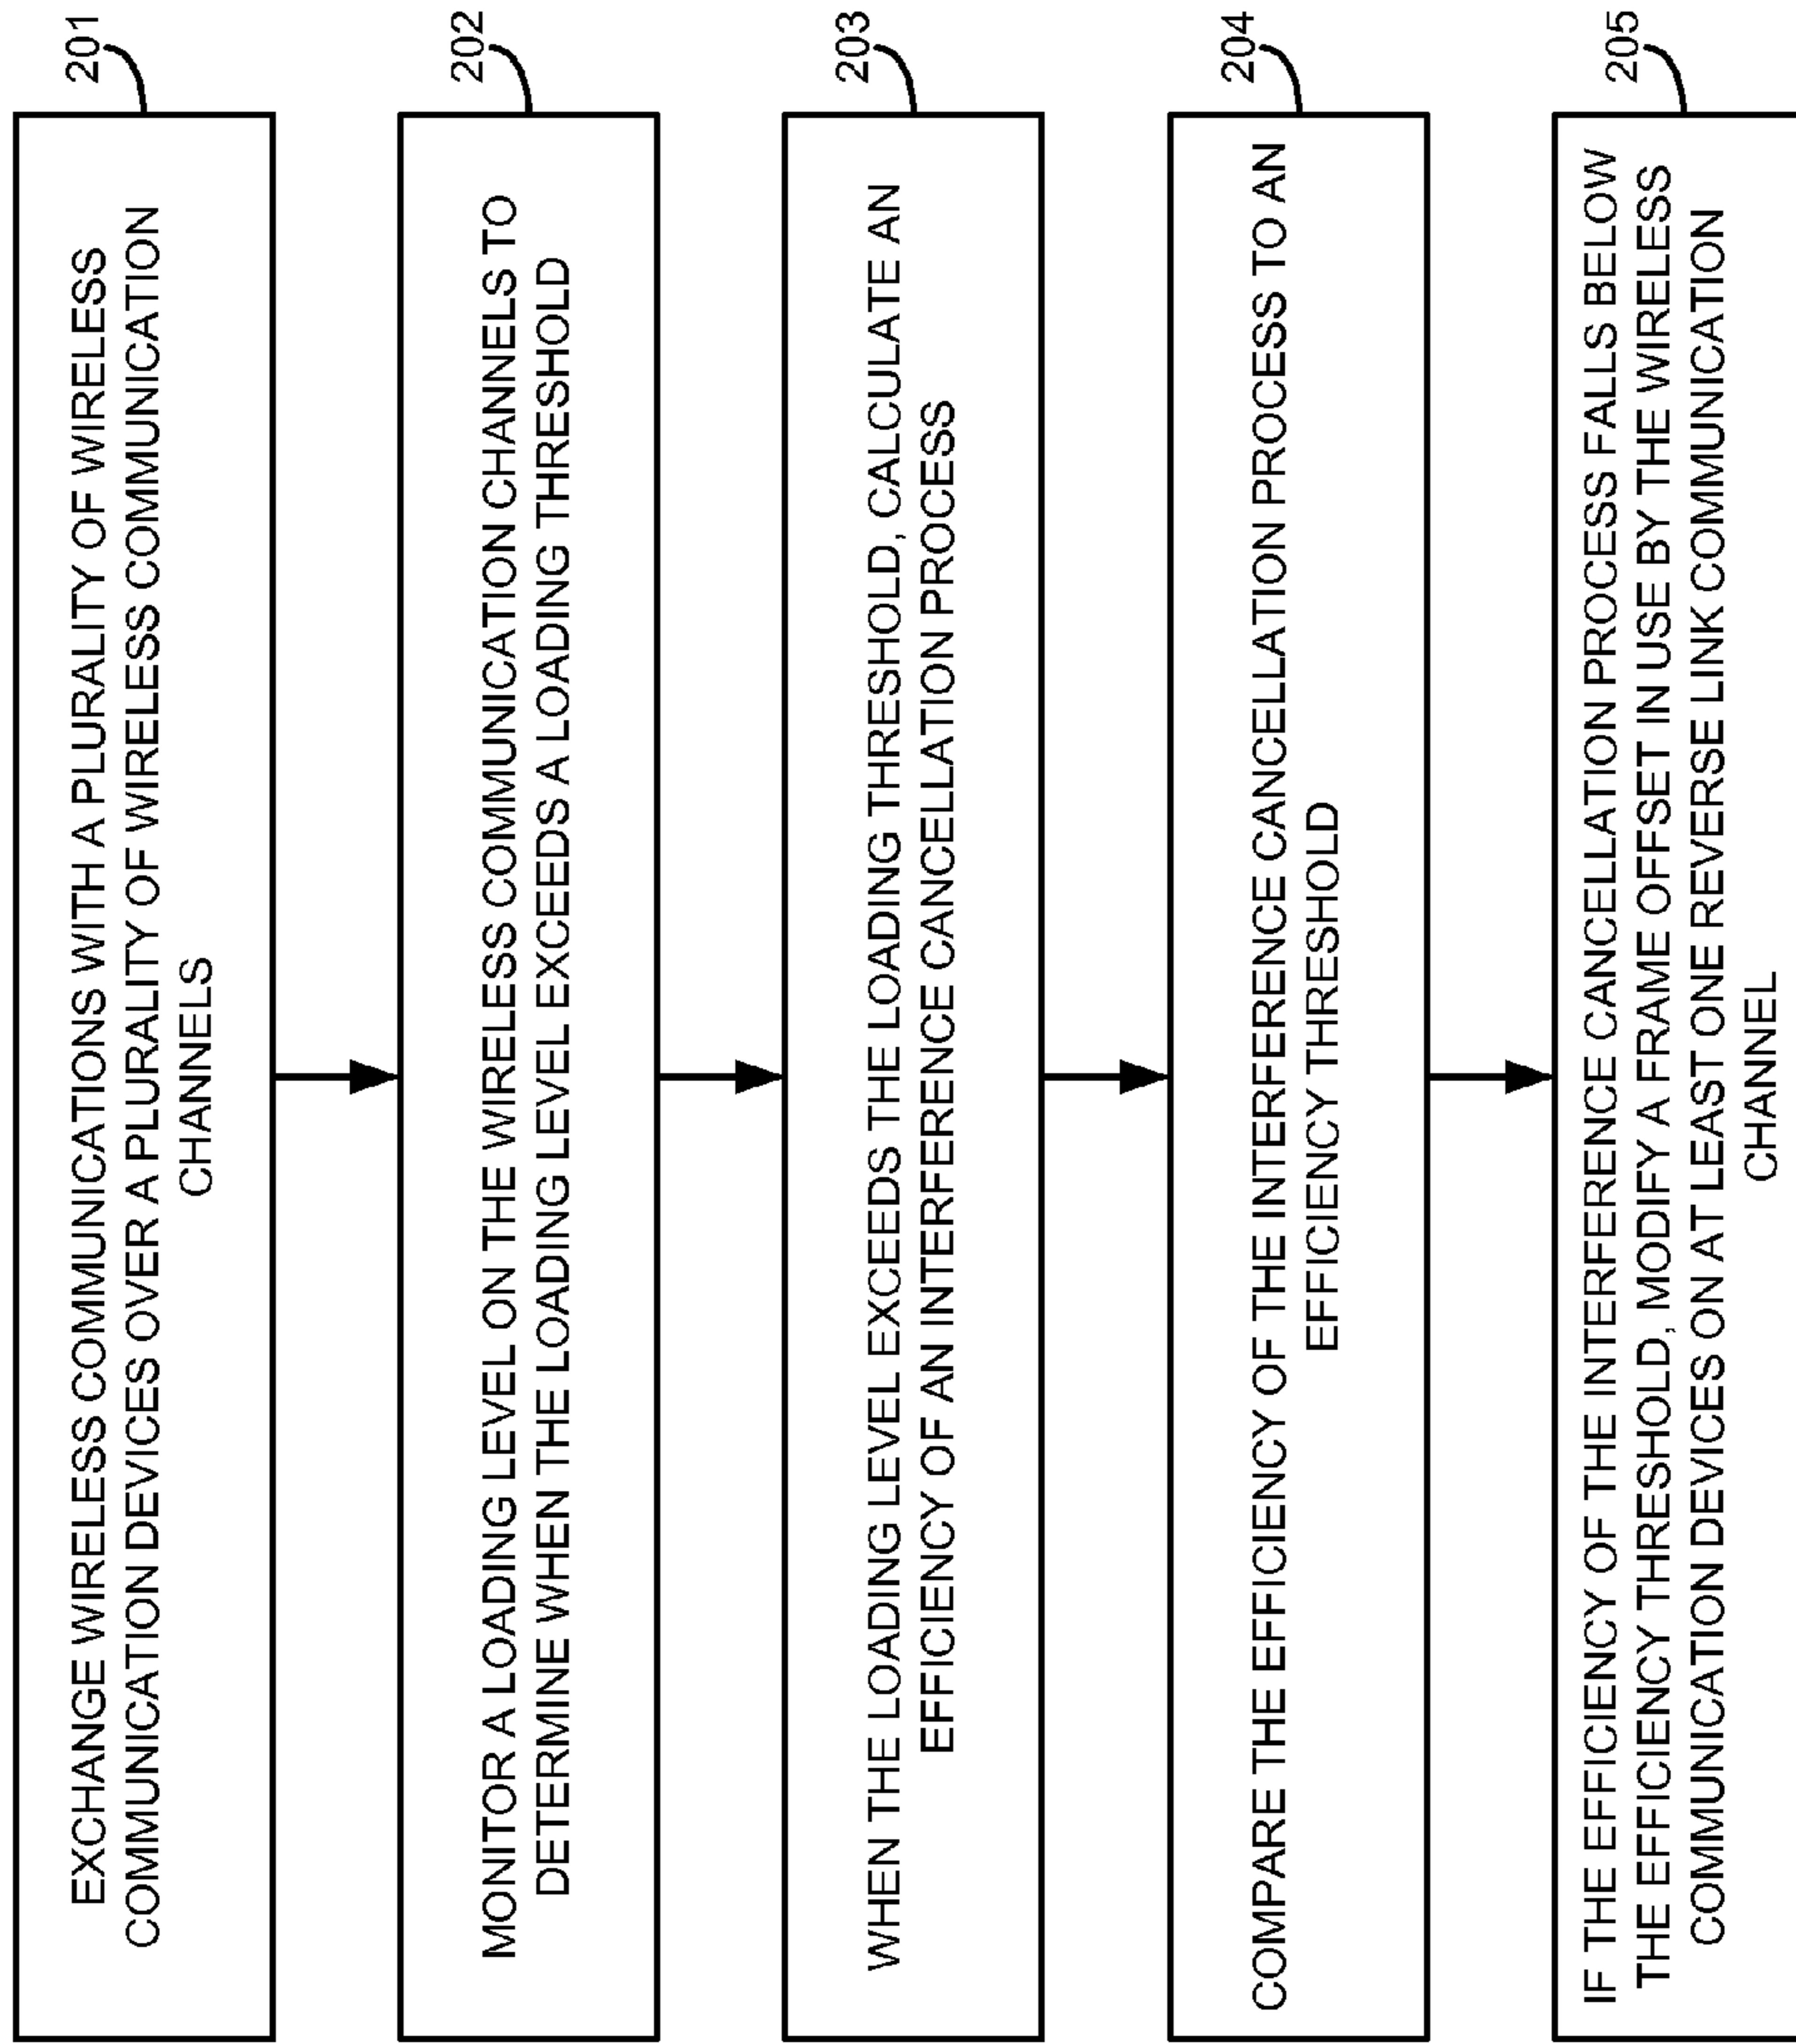 201
EXCHANGE WIRELESS COMMUNICATIONS WITH A PLURALITY OF WIRELESS
COMMUNICATION DEVICES OVER A PLURALITY OF WIRELESS COMMUNICATION
CHANNELS
202
MONITOR A LOADING LEVEL ON THE WIRELESS COMMUNICATION CHANNELS TO
DETERMINE WHEN THE LOADING LEVEL EXCEEDS A LOADING THRESHOLD
203
WHEN THE LOADING LEVEL EXCEEDS THE LOADING THRESHOLD, CALCULATE AN
EFFICIENCY OF AN INTERFERENCE CANCELLATION PROCESS
204
COMPARE THE EFFICIENCY OF THE INTERFERENCE CANCELLATION PROCESS TO AN
EFFICIENCY THRESHOLD
205
IF THE EFFICIENCY OF THE INTERFERENCE CANCELLATION PROCESS FALLS BELOW
THE EFFICIENCY THRESHOLD, MODIFY A FRAME OFFSET IN USE BY THE WIRELESS
COMMUNICATION DEVICES ON AT LEAST ONE REVERSE LINK COMMUNICATION
CHANNEL